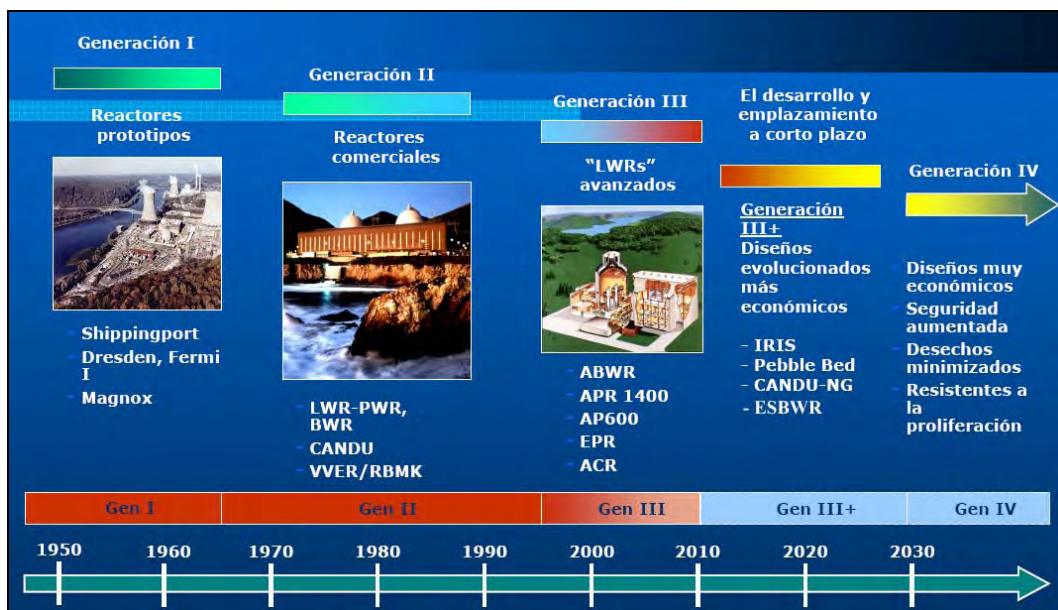 Generación I
Reactores
prototipos
- Shippingport
- Dresden, Fermi
I
- Magnox
Generación II
Reactores
comerciales
- LWR-PWR,
BWR
- CANDU
- VVER/RBMK
Generación III
“LWRs”
avanzados
- ABWR
- APR 1400
- AP600
- EPR
- ACR
El desarrollo y
emplazamiento
a corto plazo
Generación
III+
Diseños
evolucionados
más
económicos
- IRIS
- Pebble Bed
- CANDU-NG
- ESBWR
Generación IV
- Diseños muy
económicos
- Seguridad
aumentada
- Desechos
minimizados
- Resistentes a
la
proliferación
Gen I Gen II Gen III Gen III+ Gen IV
1950 1960 1970 1980 1990 2000 2010 2020 2030